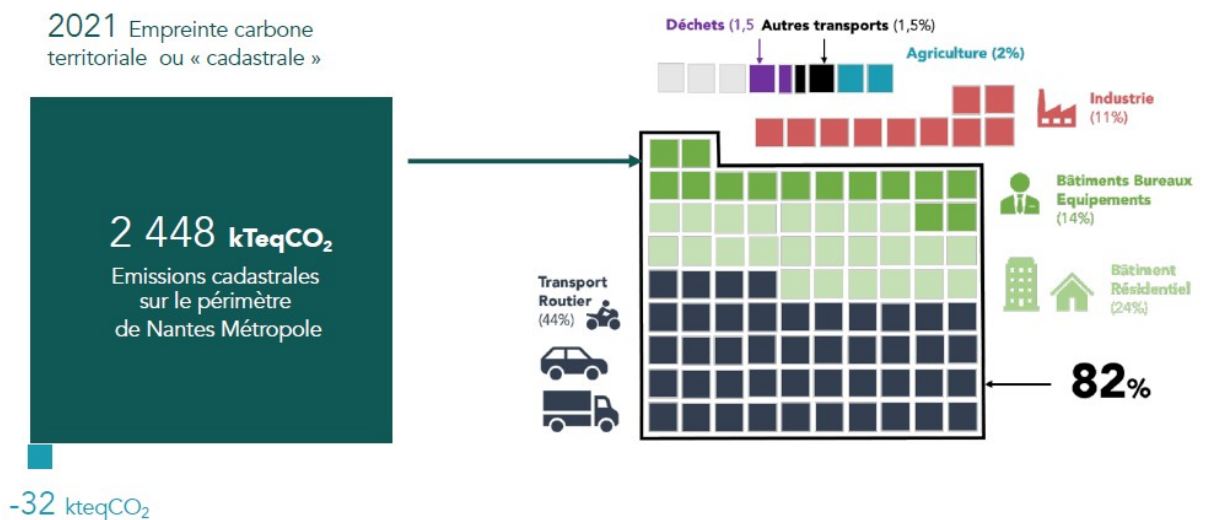 2021 Empreinte carbone
territoriale ou « cadastrale »
2 448 kTeqCO₂
Emissions cadastrales
sur le périmètre
de Nantes Métropole
-32 kteqCO₂
Déchets (1,5 Autres transports (1,5%)
Agriculture (2%)
Industrie
(11%)
Bâtiments Bureaux
Equipements
(14%)
Bâtiment
Résidentiel
(24%)
Transport
Routier
(44%)
82%